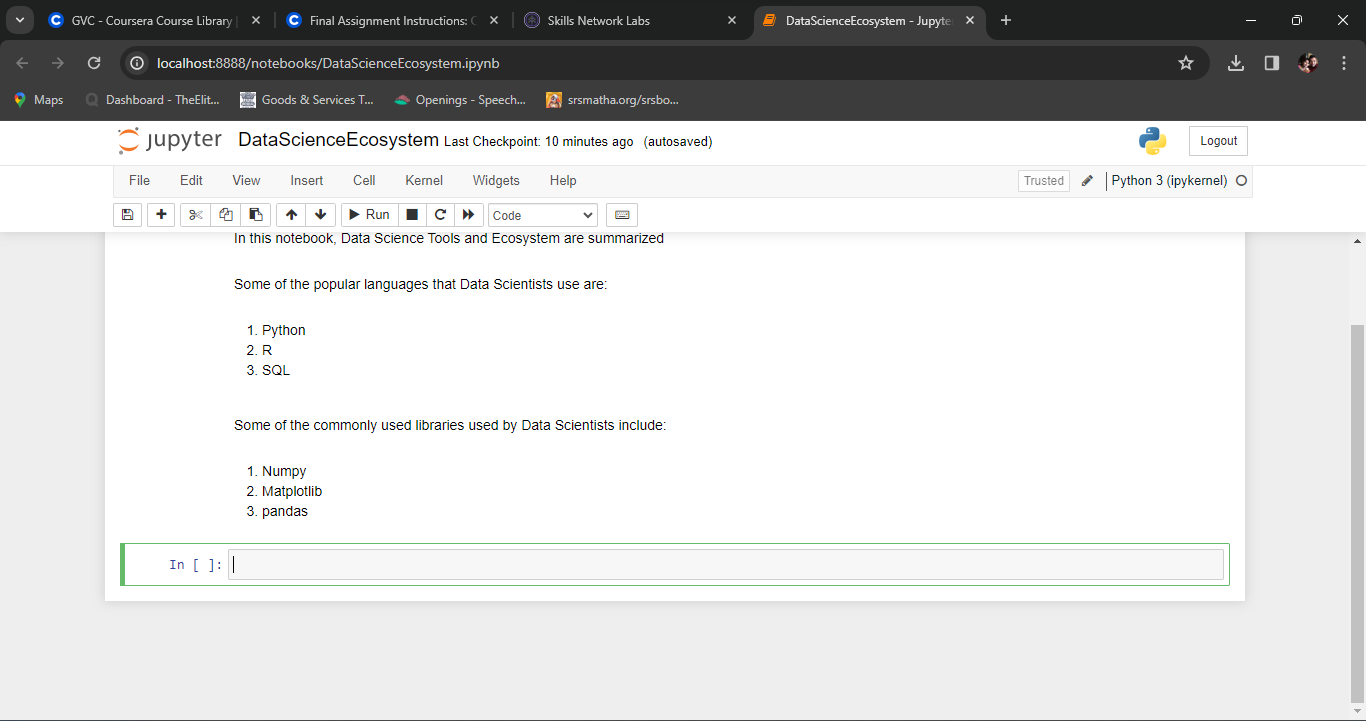 GVC - Coursera Course Library
Final Assignment Instructions:
Skills Network Labs
DataScienceEcosystem - Jupyte
localhost:8888/notebooks/DataScienceEcosystem.ipynb
Maps
Dashboard - TheElit...
Goods & Services T...
Openings - Speech...
srsmatha.org/srsbo...
jupyter DataScienceEcosystem Last Checkpoint: 10 minutes ago (autosaved)
Logout
File Edit View Insert Cell Kernel Widgets Help
Trusted
Python 3 (ipykernel)
Run
Code
In this notebook, Data Science Tools and Ecosystem are summarized
Some of the popular languages that Data Scientists use are:
1. Python
2. R
3. SQL
Some of the commonly used libraries used by Data Scientists include:
1. Numpy
2. Matplotlib
3. pandas
In [ ]: